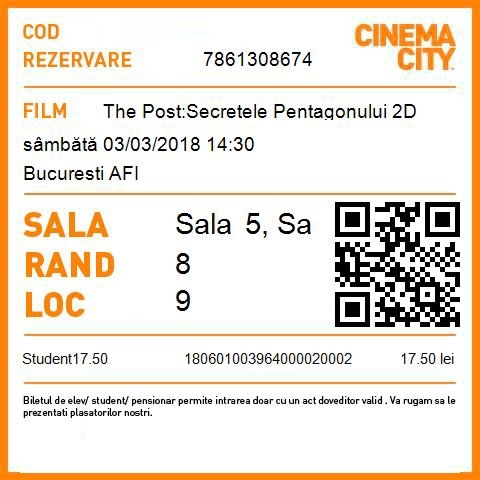 COD
REZERVARE 7861308674
CINEMA
CITY
FILM The Post:Secretele Pentagonului 2D
sâmbătă 03/03/2018 14:30
Bucuresti AFI
SALA Sala 5, Sa
RAND 8
LOC 9
Student17.50 180601003964000020002 17.50 lei
Biletul de elev/ student/ pensionar permite intrarea doar cu un act doveditor valid . Va rugam sa le
prezentati plasatorilor nostri.